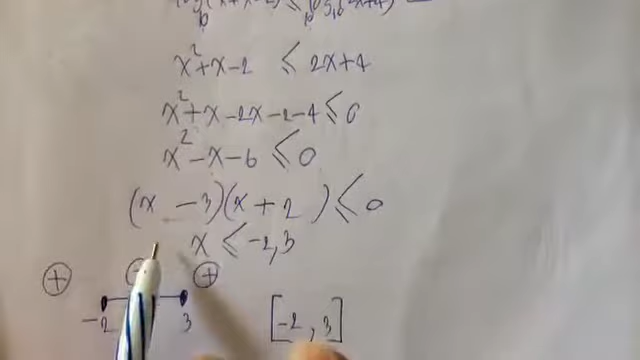 x²+x-2 ≤ 2x+4
x²+x-2x-2-4 ≤ 0
x²-x-6 ≤ 0
(x -3)(x+2 ) ≤ 0
x ≤ -2,3
⊕ ⊕
-2 3 [-2,3]